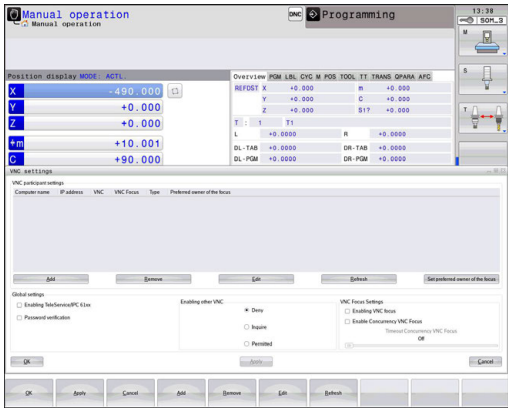 Manual operation
Manual operation
DNC
Programming
13:38
SOM_3
M
Position display MODE: ACTL.
X -490.000
Y +0.000
Z +0.000
+10.001
C +90.000
Overview PGM LBL CYC M POS TOOL TT TRANS QPARA AFC
REFDST X +0.000 m +0.000
Y +0.000 C +0.000
Z +0.000 S1? +0.000
T : 1 T1
L +0.0000 R +0.0000
DL-TAB +0.0000 DR-TAB +0.0000
DL-PGM +0.0000 DR-PGM +0.0000
S
T
VNC settings
VNC participant settings
Computer name IP address VNC VNC Focus Type Preferred owner of the focus
Add Remove Edit Refresh Set preferred owner of the focus
Global settings
Enabling TeleService/IPC 61xx
Password verification
Enabling other VNC
Deny
Inquire
Permitted
VNC Focus Settings
Enabling VNC focus
Enable Concurrency VNC Focus
Timeout Concurrency VNC Focus
Off
OK Apply Cancel
OK Apply Cancel Add Remove Edit Refresh